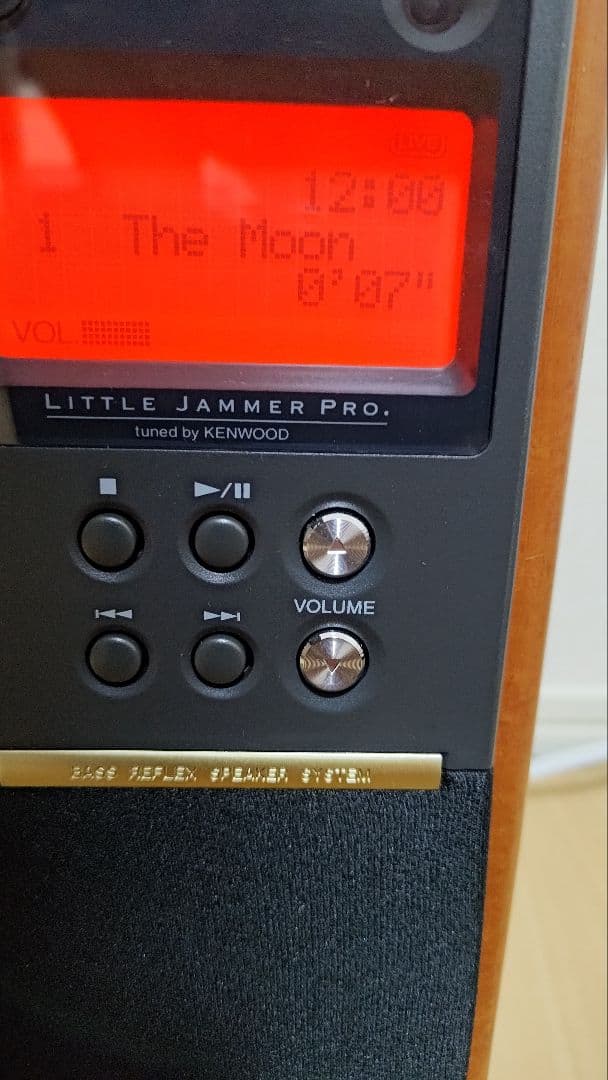 LIVE
12:00
1 The Moon
0'07"
VOL.
LITTLE JAMMER PRO.
tuned by KENWOOD
VOLUME
BASS REFLEX SPEAKER SYSTEM